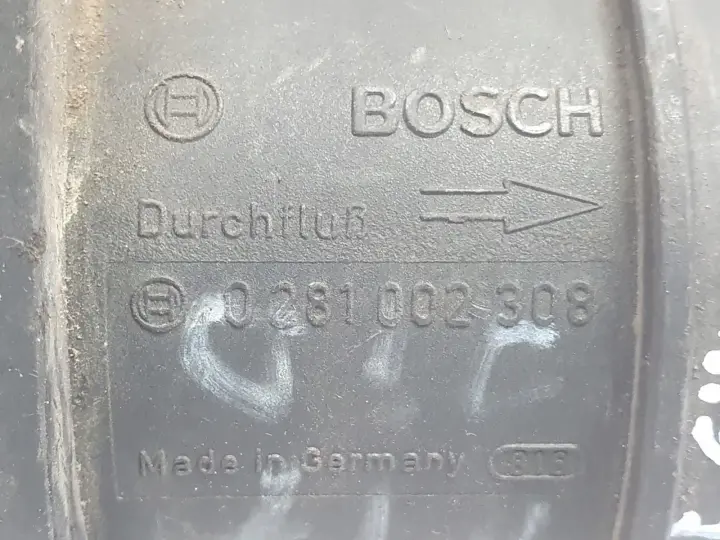 BOSCH
Durchfluß
0 281 002 308
Made in Germany